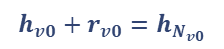 h_{v0} + r_{v0} = h_{N_{v0}}